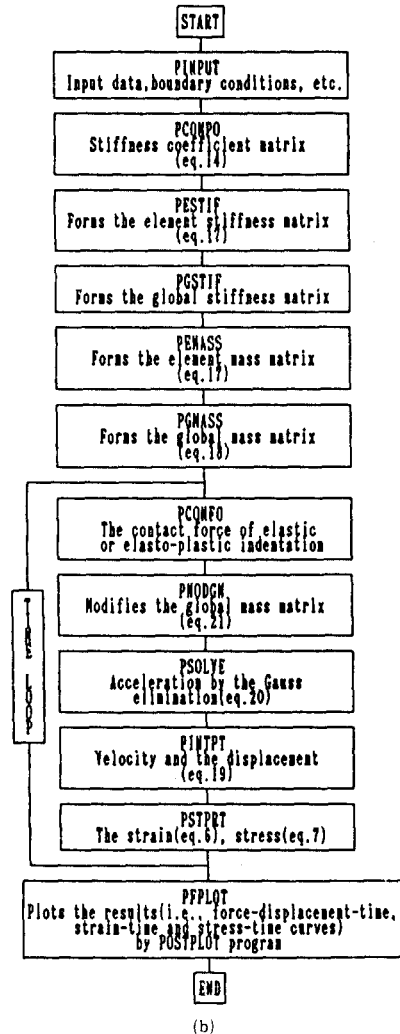 START
PINPUT
Input data,boundary conditions, etc.
PCOMPO
Stiffness coefficient matrix
(eq.14)
PESTIF
Forms the element stiffness matrix
(eq.17)
PGSTIF
Forms the global stiffness matrix
PEMASS
Forms the element mass matrix
(eq.17)
PGMASS
Forms the global mass matrix
(eq.18)
PCONFO
The contact force of elastic
or elasto-plastic indentation
TIME LOOP
PMODGM
Modifies the global mass matrix
(eq.21)
PSOLVE
Acceleration by the Gauss
elimination(eq.20)
PINTPT
Velocity and the displacement
(eq.19)
PSTPRT
The strain(eq.6), stress(eq.7)
PFPLOT
Plots the results(i.e., force-displacement-time,
strain-time and stress-time curves)
by POSTPLOT program
END
(b)